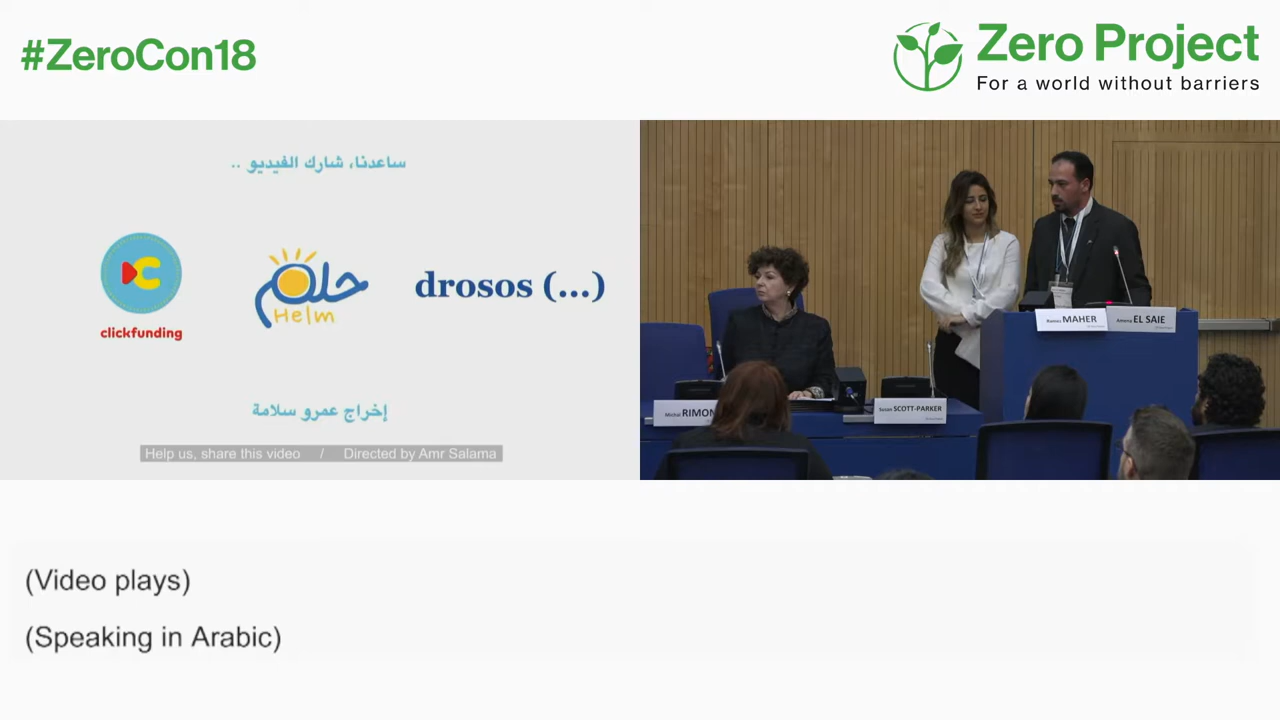 #ZeroCon18
Zero Project
For a world without barriers
ساعدنا، شارك الفيديو ..
clickfunding
حلم
Helm
drosos (...)
إخراج عمرو سلامة
Help us, share this video / Directed by Amr Salama
Michal RIMON
Susan SCOTT-PARKER
Ramez MAHER
Amena EL SAIE
(Video plays)
(Speaking in Arabic)